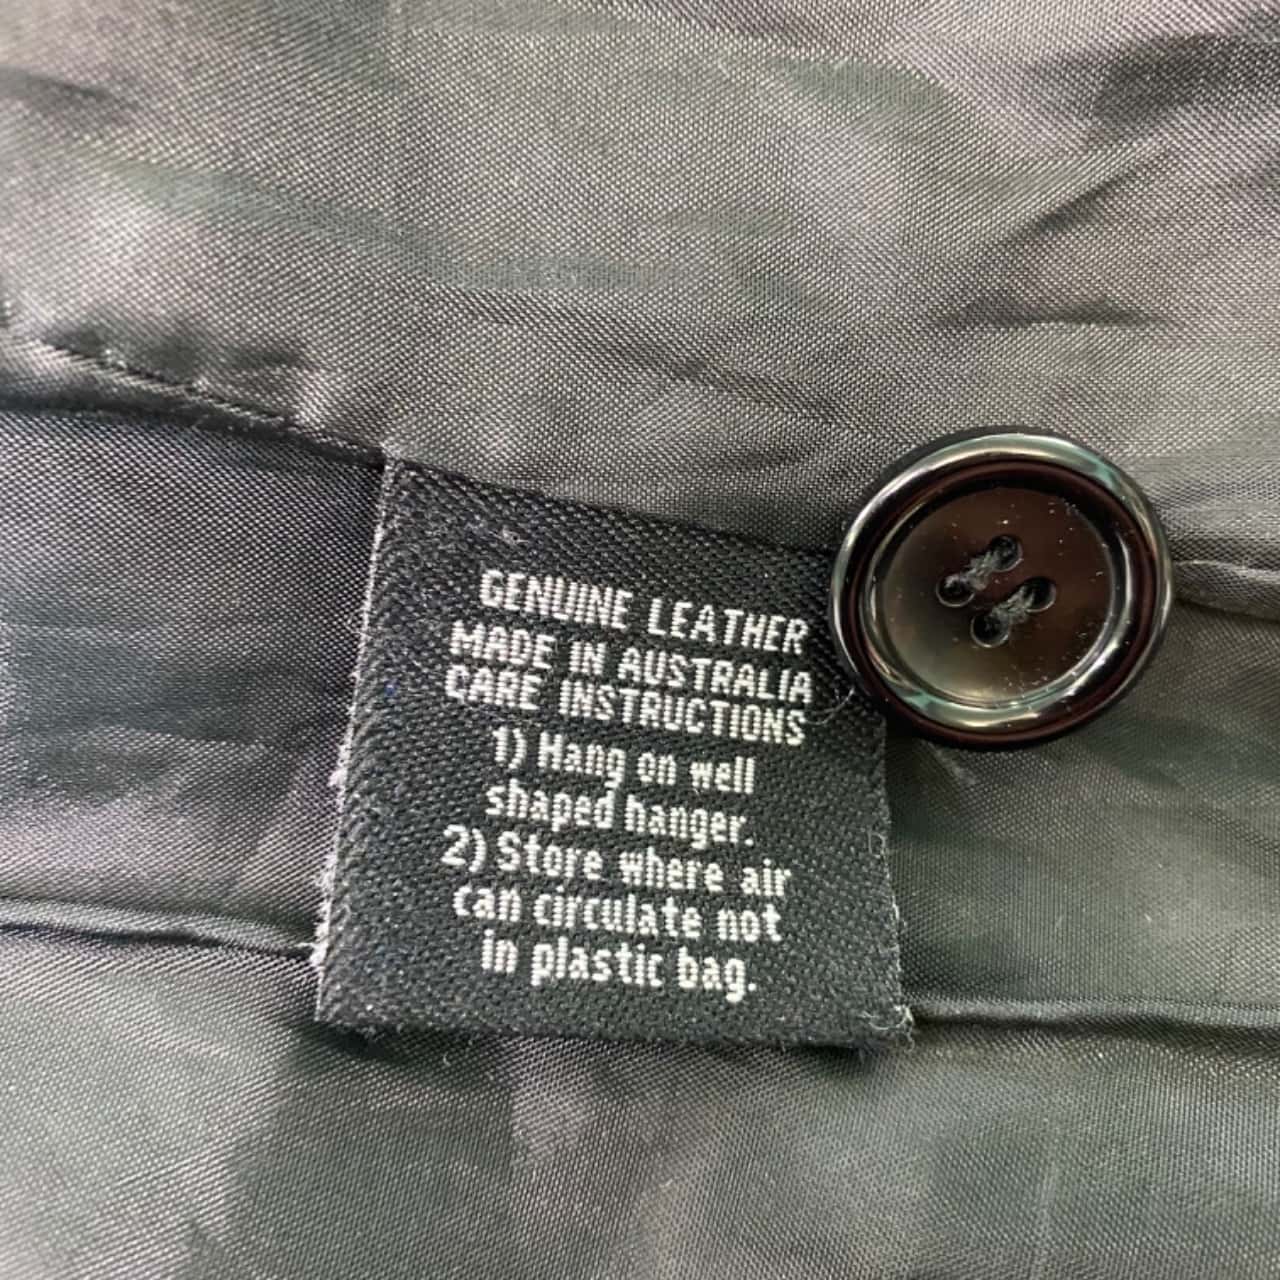 GENUINE LEATHER
MADE IN AUSTRALIA
CARE INSTRUCTIONS
1) Hang on well
shaped hanger.
2) Store where air
can circulate not
in plastic bag.